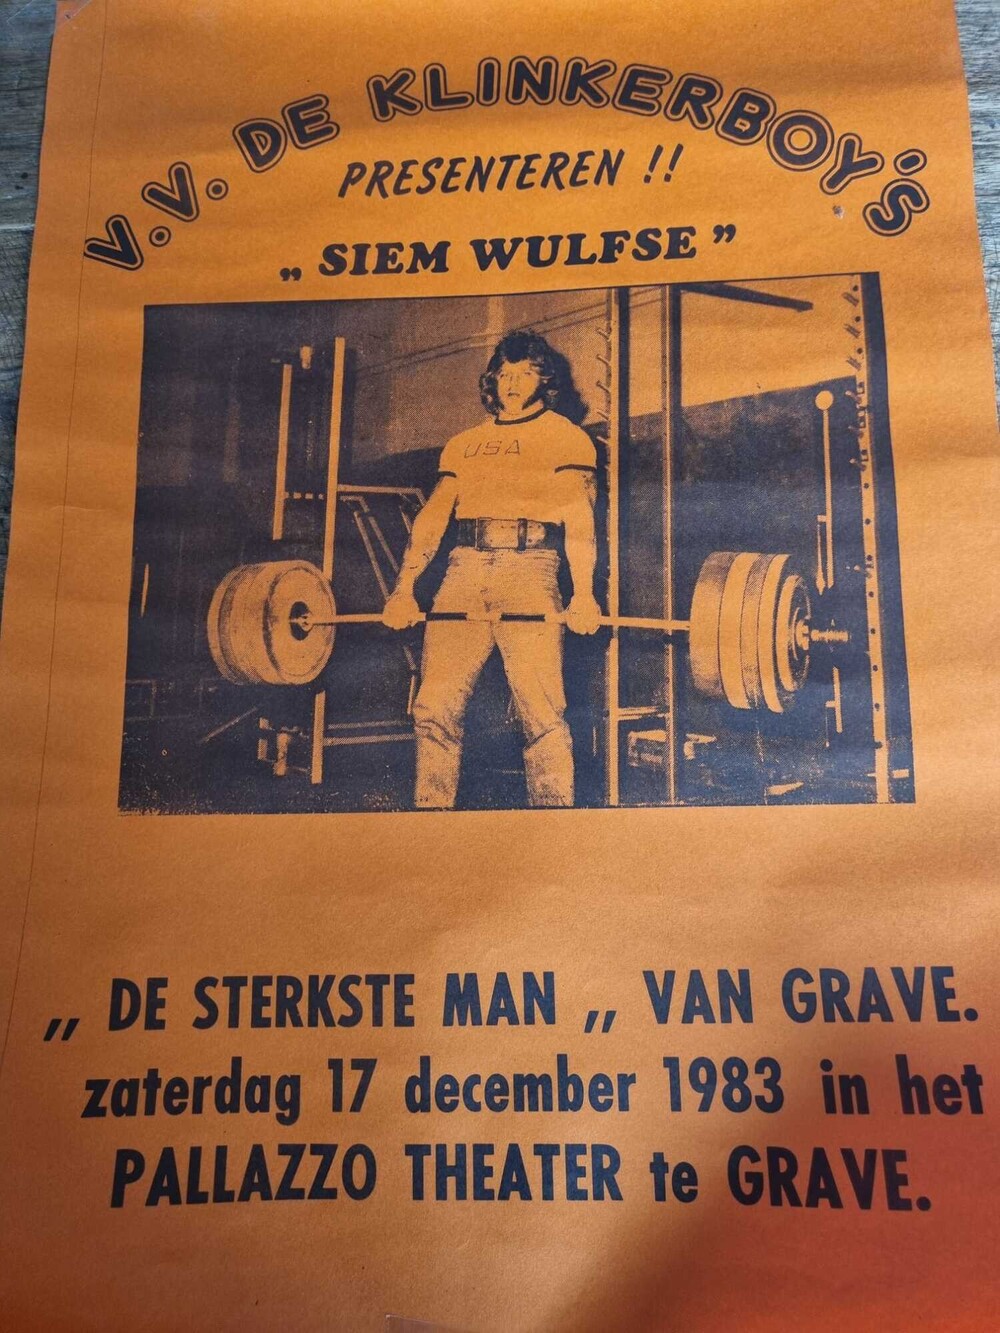 V.V. DE KLINKERBOY'S
PRESENTEREN !!
„ SIEM WULFSE ”
USA
,, DE STERKSTE MAN ,, VAN GRAVE.
zaterdag 17 december 1983 in het
PALLAZZO THEATER te GRAVE.